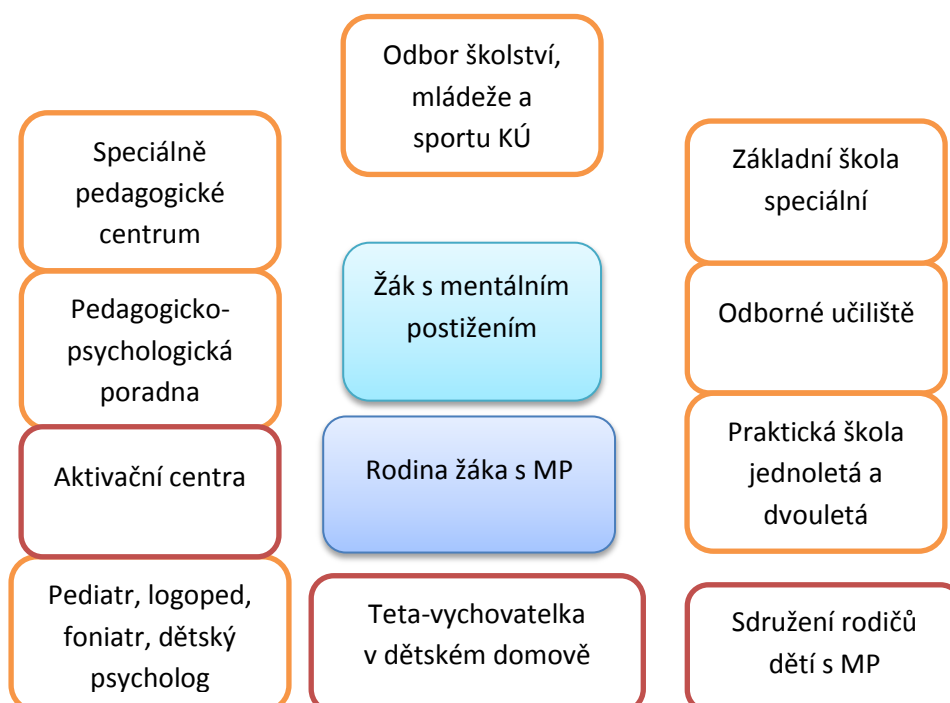 Odbor školství,
mládeže a
sportu KÚ
Speciálně
pedagogické
centrum
Základní škola
speciální
Žák s mentálním
postižením
Pedagogicko-
psychologická
poradna
Odborné učiliště
Aktivační centra
Rodina žáka s MP
Praktická škola
jednoletá a
dvouletá
Pediatr, logoped,
foniatr, dětský
psycholog
Teta-vychovatelka
v dětském domově
Sdružení rodičů
dětí s MP